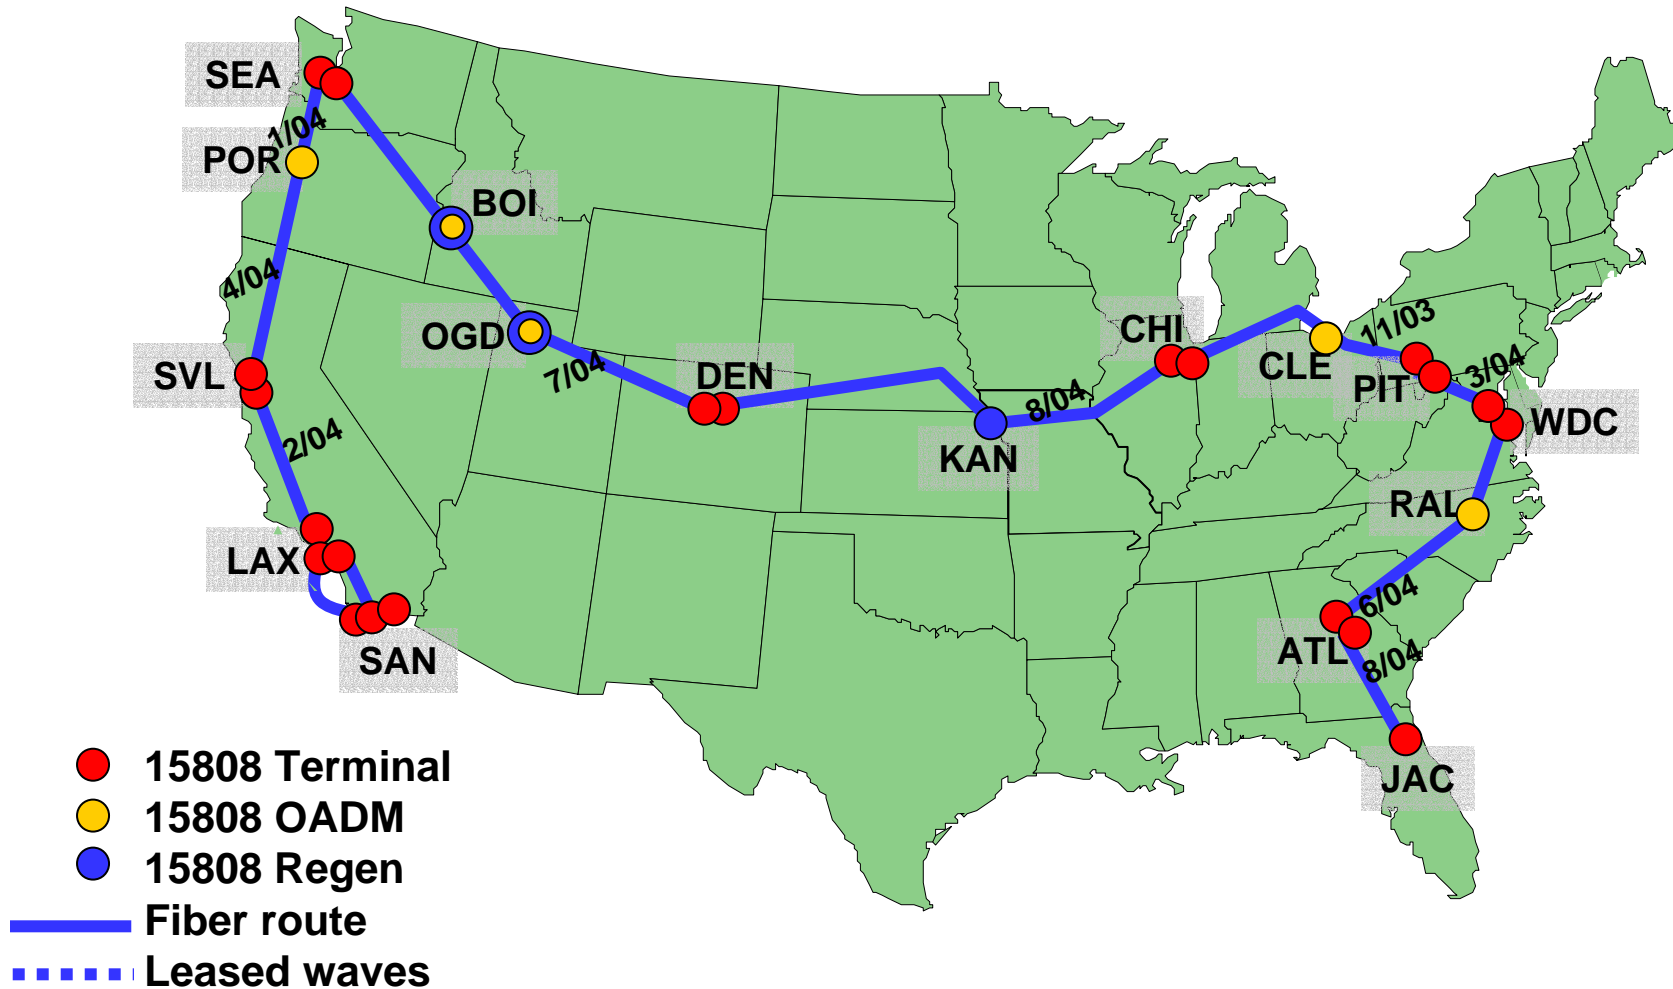 SEA
1/04
POR
BOI
4/04
OGD
7/04
SVL
DEN
CHI
11/03
CLE
PIT
3/04
WDC
8/04
KAN
2/04
RAL
LAX
6/04
SAN
ATL
8/04
JAC
15808 Terminal
15808 OADM
15808 Regen
Fiber route
Leased waves